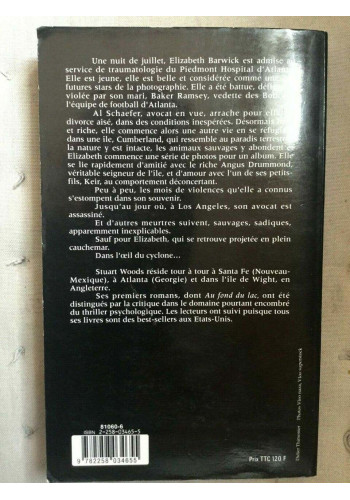 Une nuit de juillet, Elizabeth Barwick est admise
service de traumatologie du Piedmont Hospital d'Atlan
Elle est jeune, elle est belle et considérée comme un
futures stars de la photographie. Elle a été battue, défi
violée par son mari, Baker Ramsey, vedette des
l'équipe de football d'Atlanta.
Al Schaefer, avocat en vue, arrache pour
divorce aisé, dans des conditions inespérées. Désormais
et riche, elle commence alors une autre vie en se réfug
dans une île, Cumberland, qui ressemble au paradis terres
la nature y est intacte, les animaux sauvages y abondent e
Elizabeth commence une série de photos pour un album. Elle
se lie rapidement d'amitié avec le riche Angus Drummond,
véritable seigneur de l'île, et d'amour avec l'un de ses petits-
fils, Keir, au comportement déconcertant.
Peu à peu, les mois de violences qu'elle a connus
s'estompent dans son souvenir.
Jusqu'au jour où, à Los Angeles, son avocat est
assassiné.
Et d'autres meurtres suivent, sauvages, sadiques,
apparemment inexplicables.
Sauf pour Elizabeth, qui se retrouve projetée en plein
cauchemar.
Dans l'œil du cyclone...
Stuart Woods réside tour à tour à Santa Fe (Nouveau-
Mexique), à Atlanta (Georgie) et dans l'île de Wight, en
Angleterre.
Ses premiers romans, dont Au fond du lac, ont été
distingués par la critique dans le domaine pourtant encombré
du thriller psychologique. Les lecteurs ont suivi puisque tous
ses livres sont des best-sellers aux Etats-Unis.
81060-6
ISBN 2-258-03465-5
9782258034655
Prix TTC 120 F